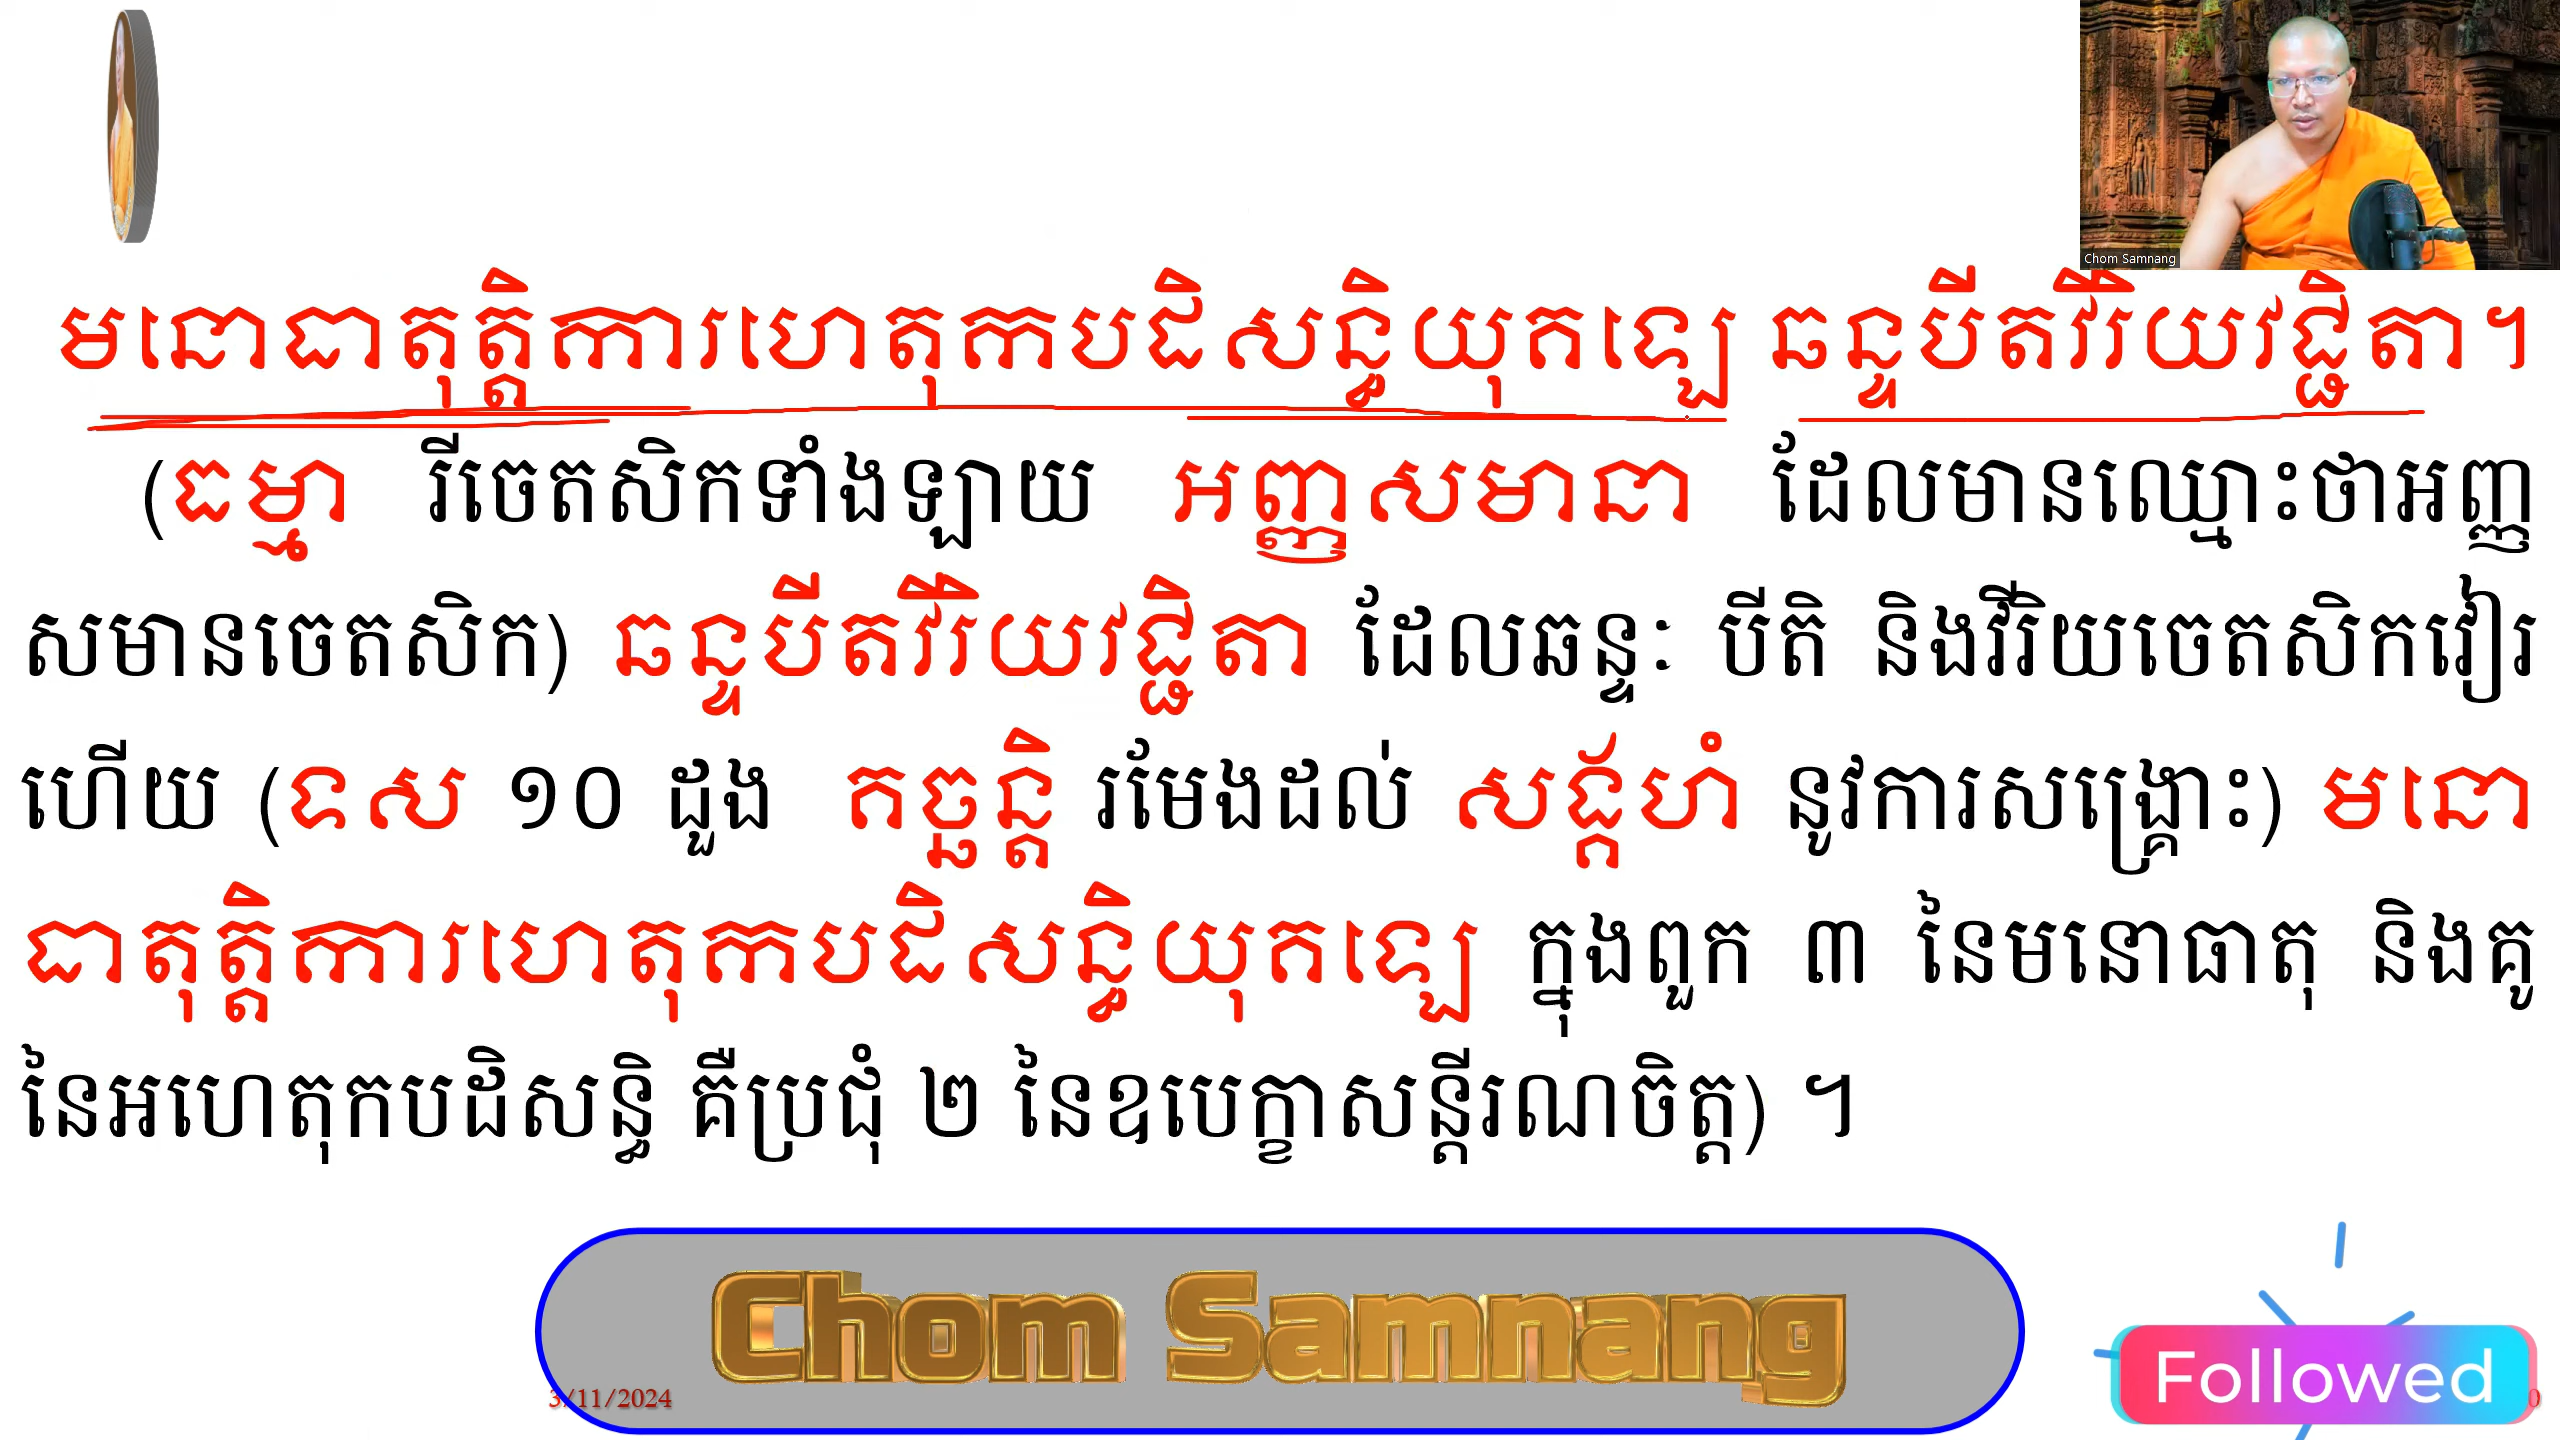 Chom Samnang
មនោធាតុត្តិការហេតុកបដិសន្ធិយុគឡេ ឆន្ទបីតវីរិយវជ្ជិតា។
(ធម្មា រីចេតសិកទាំងឡាយ អញ្ញសមានា ដែលមានឈ្មោះថាអញ្ញ
សមានចេតសិក) ឆន្ទបីតវីរិយវជ្ជិតា ដែលឆន្ទៈ បីតិ និងវីរិយចេតសិកវៀរ
ហើយ (ទស ១០ ដួង គច្ឆន្តិ រមែងដល់ សង្គ័ហំ នូវការសង្គ្រោះ) មនោ
ធាតុត្តិការហេតុកបដិសន្ធិយុគឡេ ក្នុងពួក ៣ នៃមនោធាតុ និងគូ
នៃអហេតុកបដិសន្ធិ គឺប្រជុំ ២ នៃឧបេក្ខាសន្តីរណចិត្ត) ។
Chom Samnang
3/11/2024
Followed